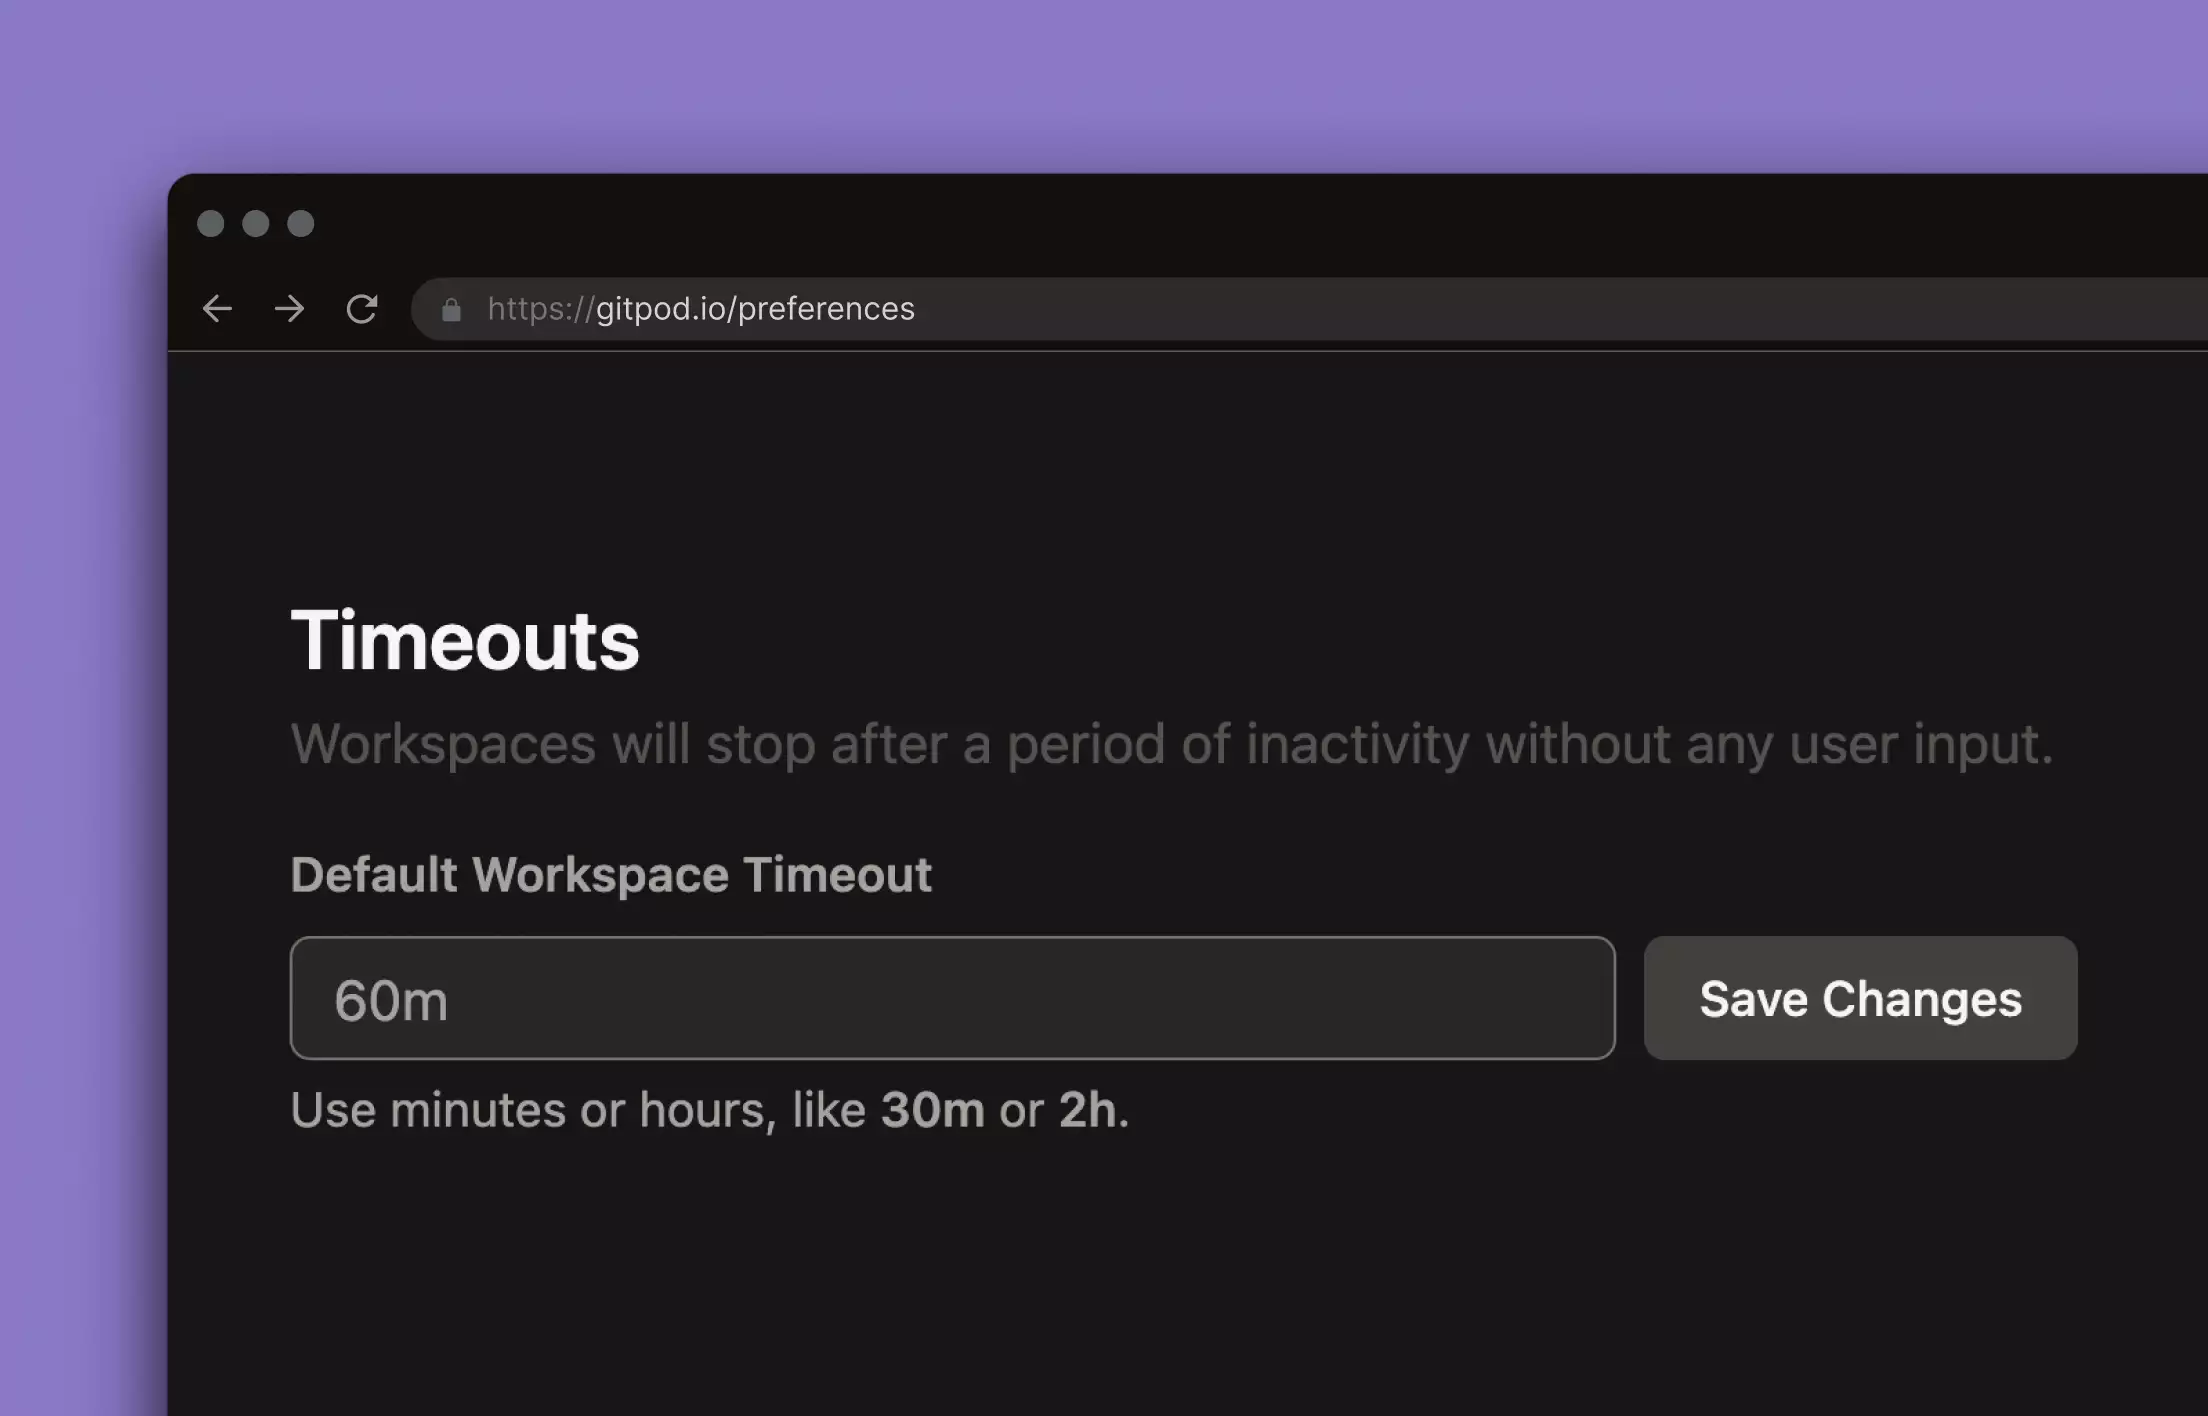 https://gitpod.io/preferences
Timeouts
Workspaces will stop after a period of inactivity without any user input.
Default Workspace Timeout
60m
Save Changes
Use minutes or hours, like 30m or 2h.